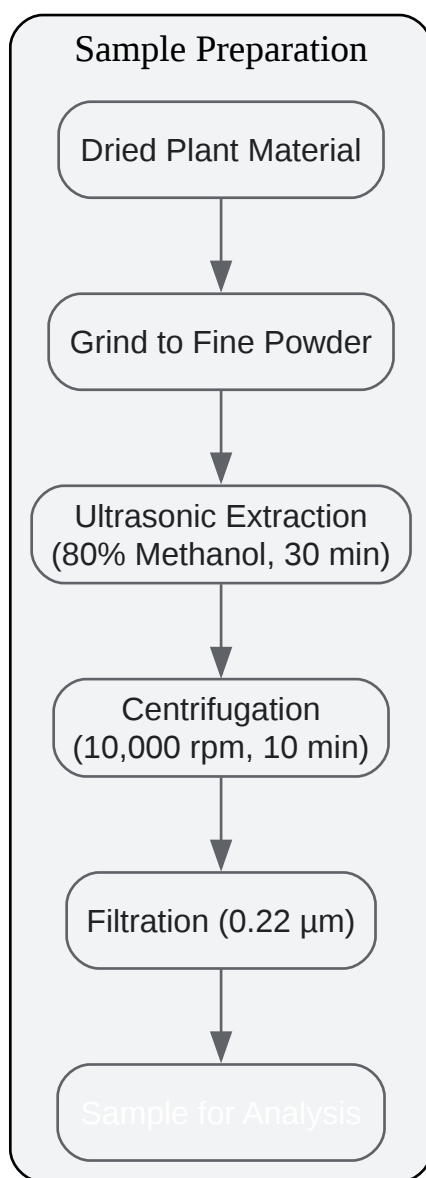 Sample Preparation
Dried Plant Material
Grind to Fine Powder
Ultrasonic Extraction
(80% Methanol, 30 min)
Centrifugation
(10,000 rpm, 10 min)
Filtration (0.22 µm)
Sample for Analysis